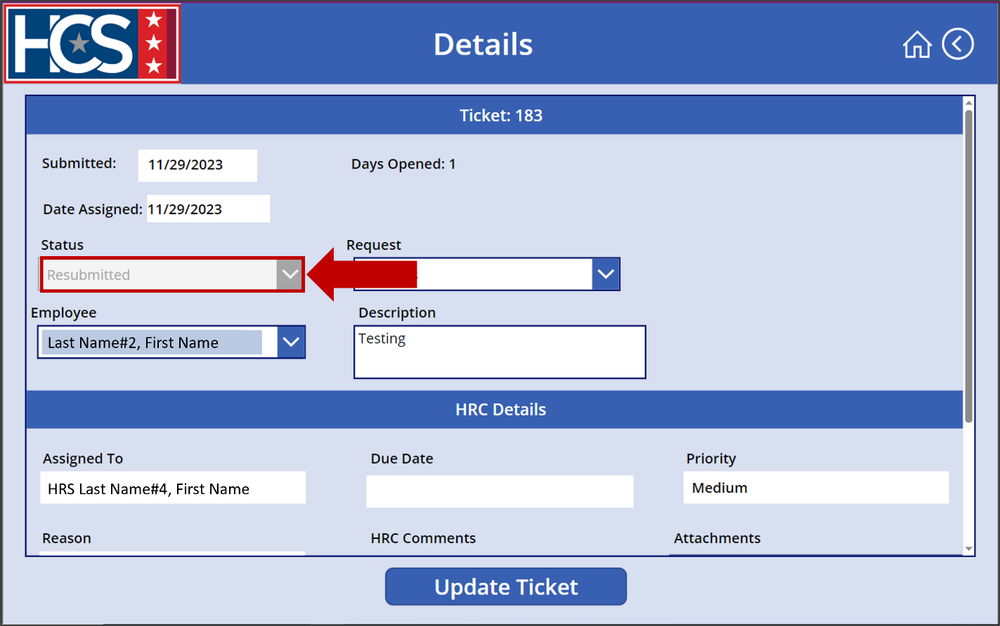 HCS
Details
Ticket: 183
Submitted: 11/29/2023 Days Opened: 1
Date Assigned: 11/29/2023
Status Request
Resubmitted
Employee Description
Last Name#2, First Name Testing
HRC Details
Assigned To Due Date Priority
HRS Last Name#4, First Name Medium
Reason HRC Comments Attachments
Update Ticket